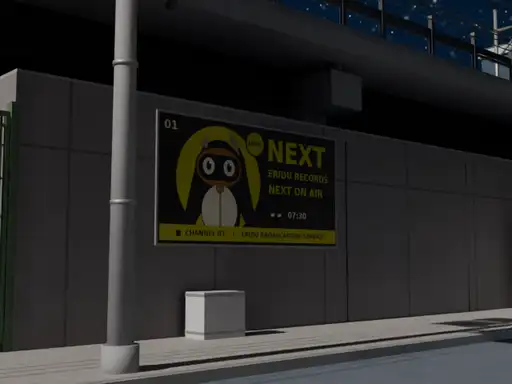 01
NEXT
ERIDU RECORDS
NEXT ON AIR
07:30
CHANNEL 01